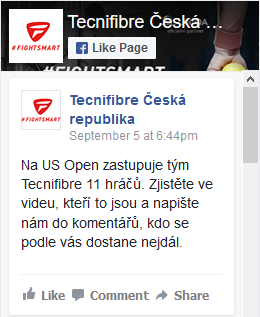 Tecnifibre Česká ...
#FIGHTSMART
Like Page
#FIGHTSMART
#FIGHTSMART
Tecnifibre Česká
republika
September 5 at 6:44pm
Na US Open zastupuje tým
Tecnifibre 11 hráčů. Zjistěte ve
videu, kteří to jsou a napište
nám do komentářů, kdo se
podle vás dostane nejdál.
Like Comment Share